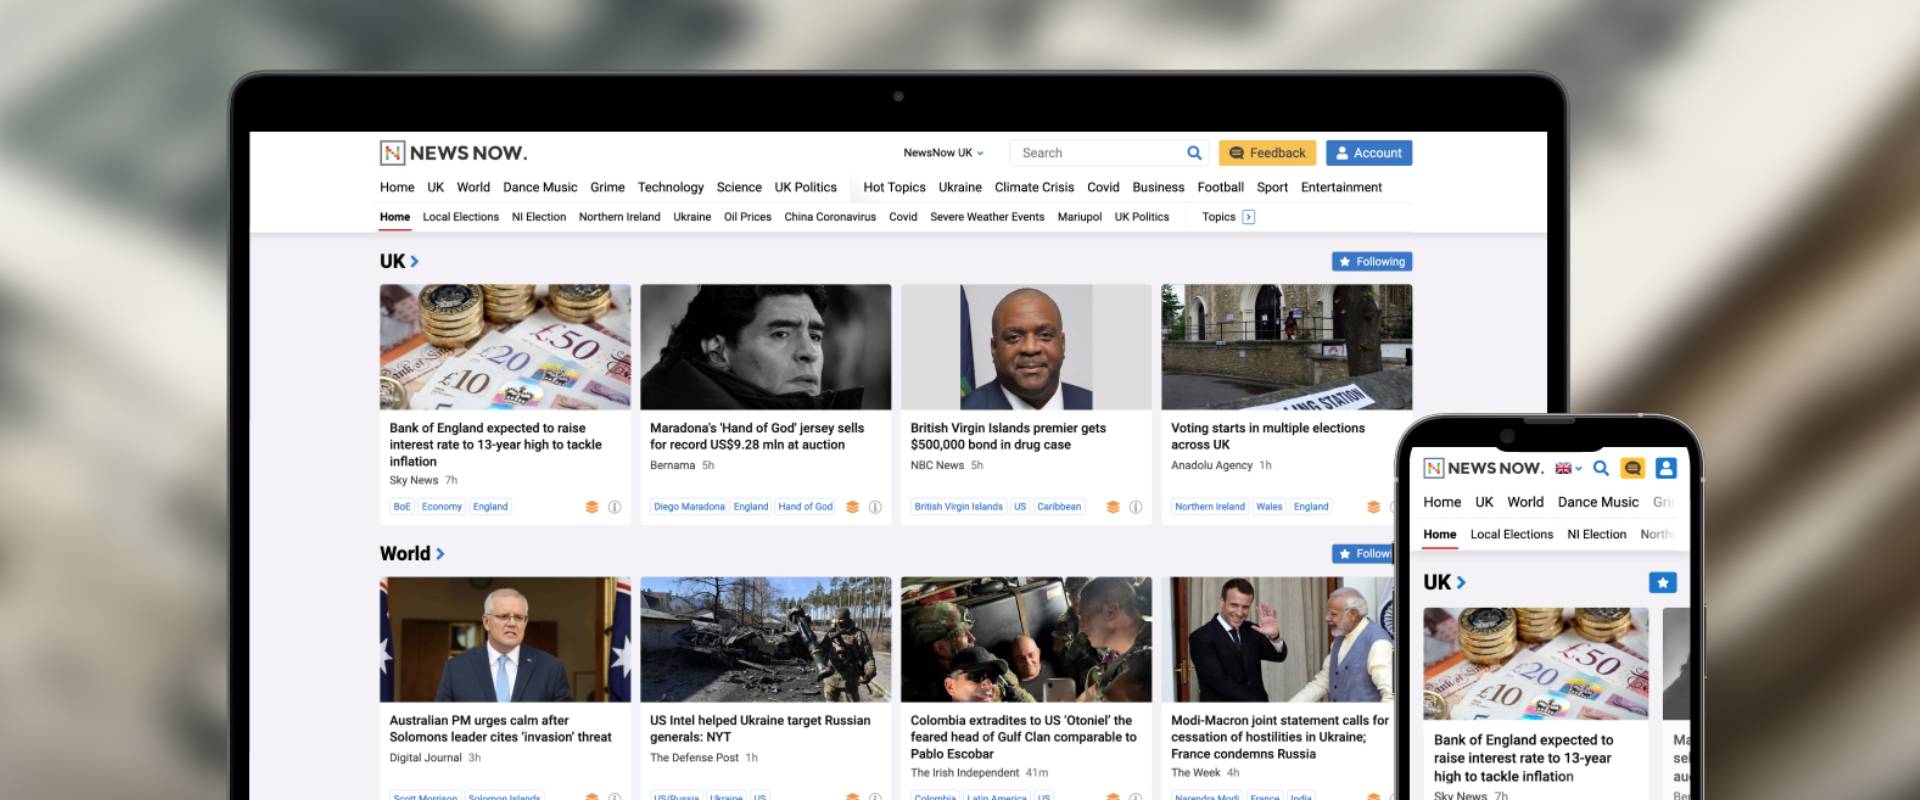 NEWS NOW.
NewsNow UK
Search
Feedback
Account
Home UK World Dance Music Grime Technology Science UK Politics Hot Topics Ukraine Climate Crisis Covid Business Football Sport Entertainment
Home Local Elections NI Election Northern Ireland Ukraine Oil Prices China Coronavirus Covid Severe Weather Events Mariupol UK Politics Topics
UK
Following
£50
£20
£10
Bank of England expected to raise
interest rate to 13-year high to tackle
inflation
Sky News 7h
BoE Economy England
Maradona's 'Hand of God' jersey sells
for record US$9.28 mln at auction
Bernama 5h
Diego Maradona England Hand of God
British Virgin Islands premier gets
$500,000 bond in drug case
NBC News 5h
British Virgin Islands US Caribbean
STATION
Voting starts in multiple elections
across UK
Anadolu Agency 1h
Northern Ireland Wales England
World
Followi
Australian PM urges calm after
Solomons leader cites ‘invasion’ threat
Digital Journal 3h
Scott Morrison Solomon Islands
US Intel helped Ukraine target Russian
generals: NYT
The Defense Post 1h
US/Russia Ukraine US
Colombia extradites to US ‘Otoniel’ the
feared head of Gulf Clan comparable to
Pablo Escobar
The Irish Independent 41m
Colombia Latin America US
Modi-Macron joint statement calls for
cessation of hostilities in Ukraine;
France condemns Russia
The Week 4h
Narendra Modi France India
NEWS NOW.
Home UK World Dance Music Gri
Home Local Elections NI Election North
UK
£50
£20
£10
Bank of England expected to
raise interest rate to 13-year
high to tackle inflation
Sky News 7h
Ma
sel
au
Ber